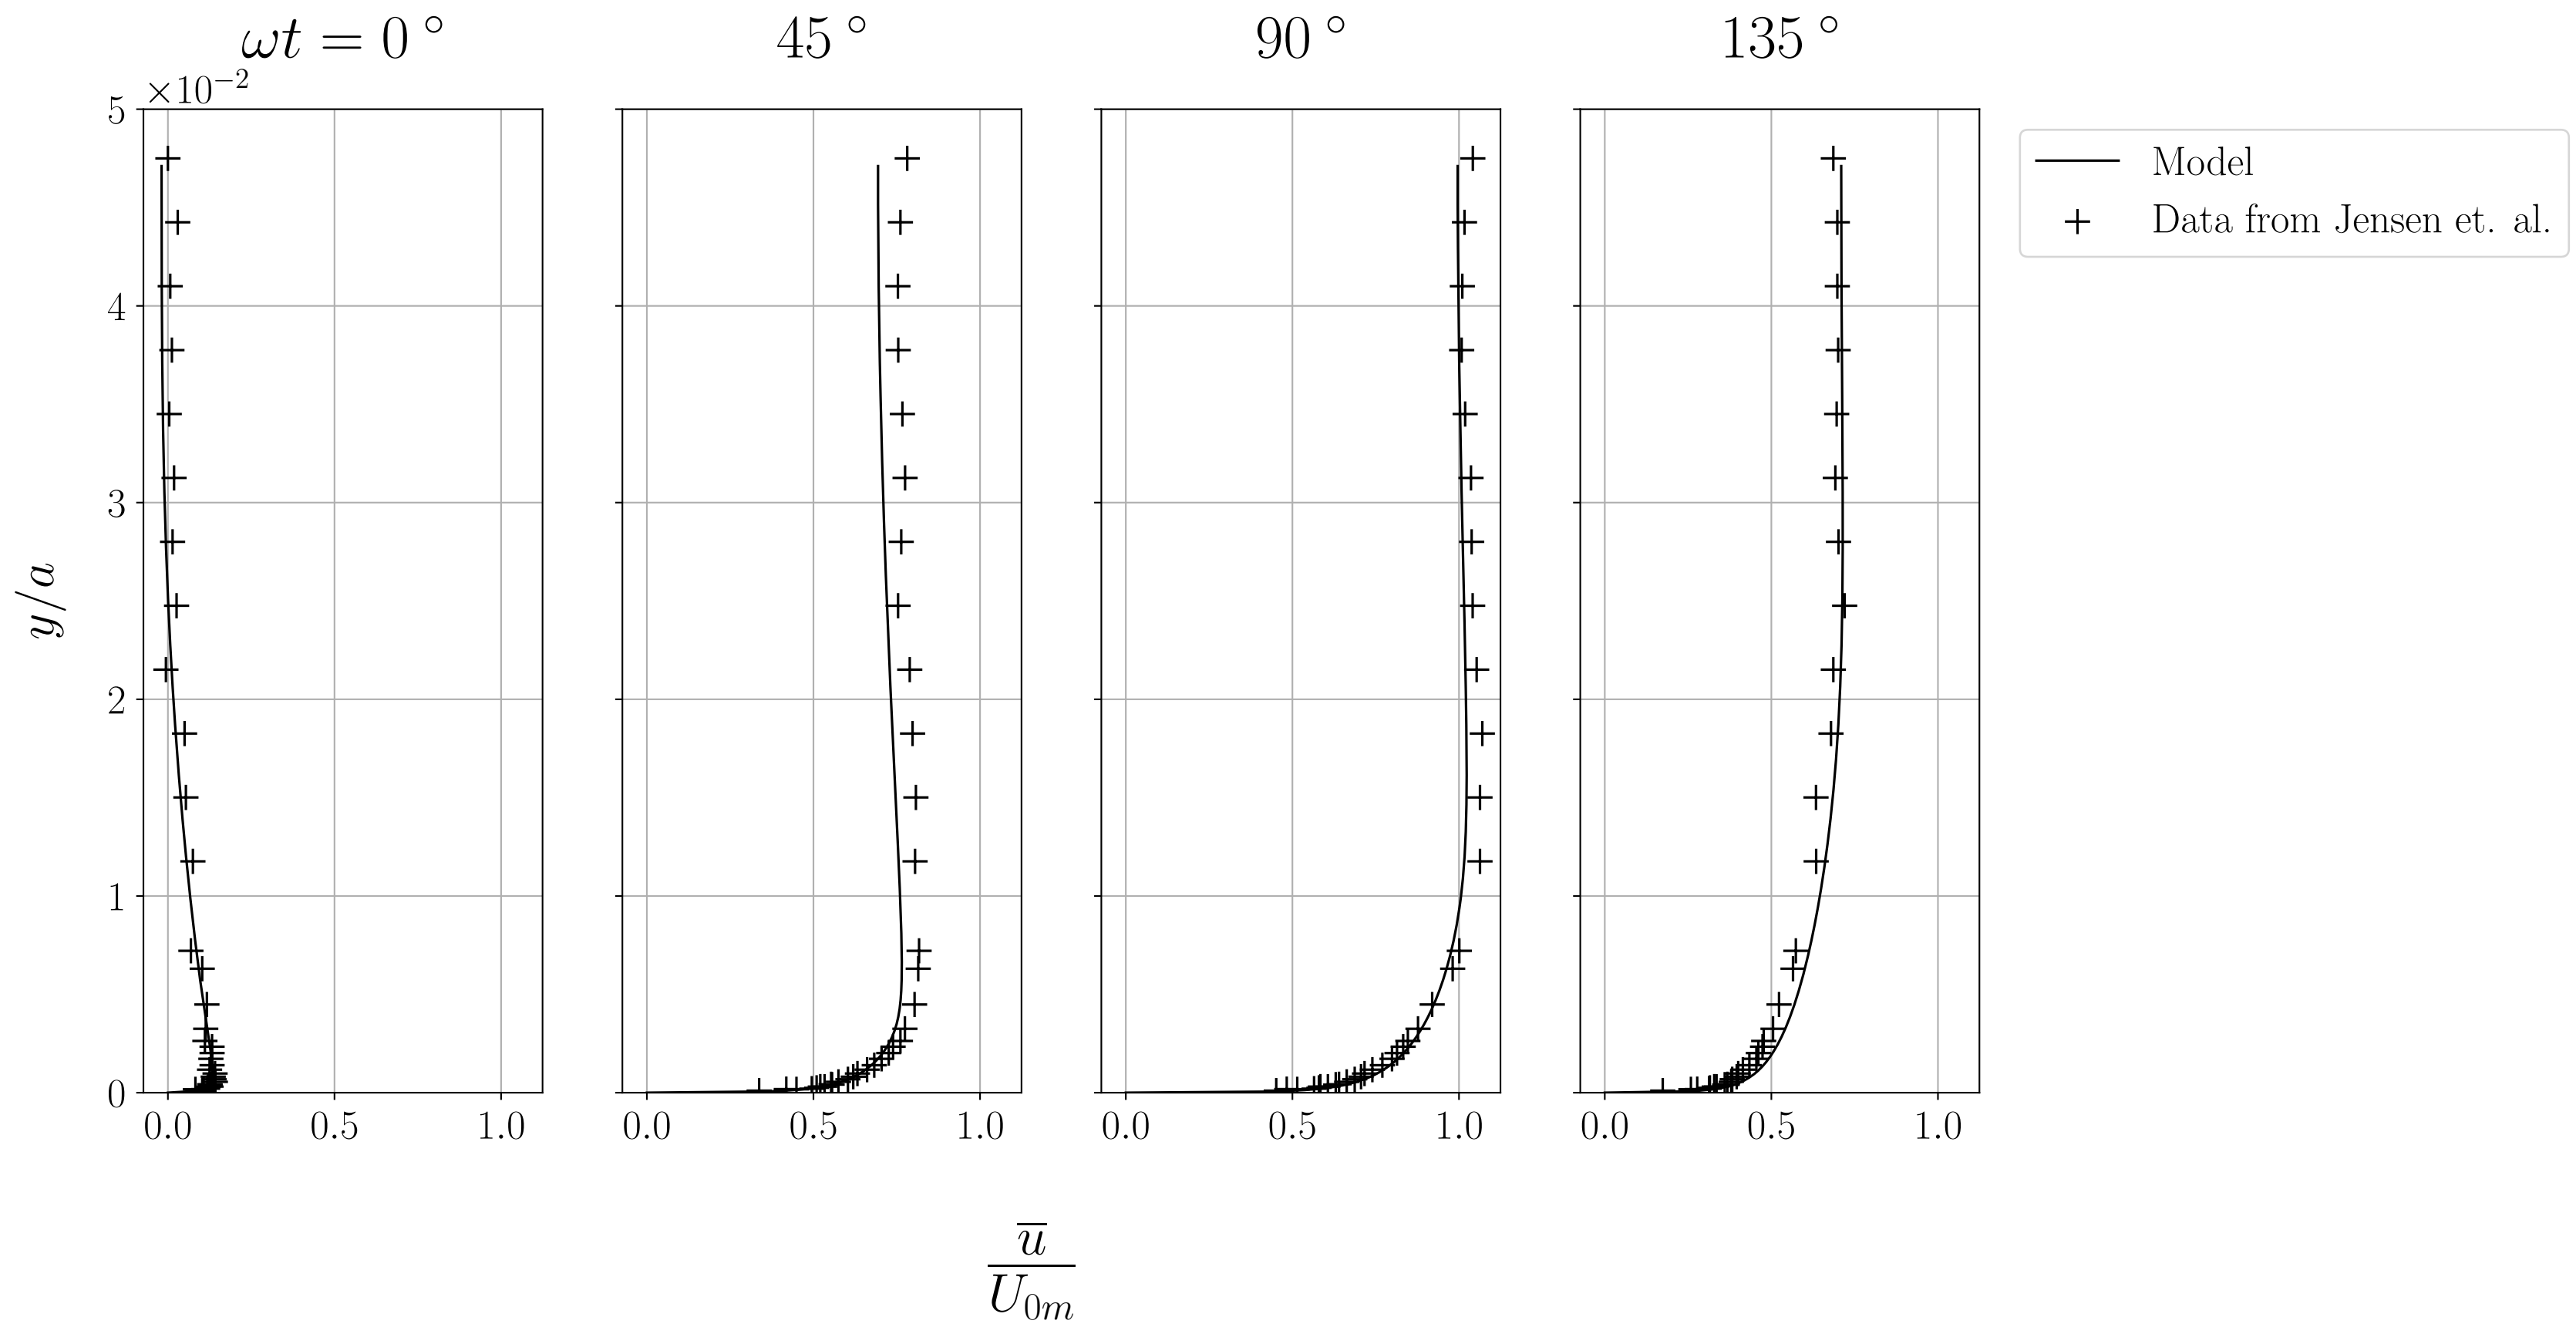 ωt = 0° 45° 90° 135°
×10⁻²
5
4
3
2
1
0
y/a
0.0 0.5 1.0 0.0 0.5 1.0 0.0 0.5 1.0 0.0 0.5 1.0
u̅
U₀ₘ
Model
Data from Jensen et. al.